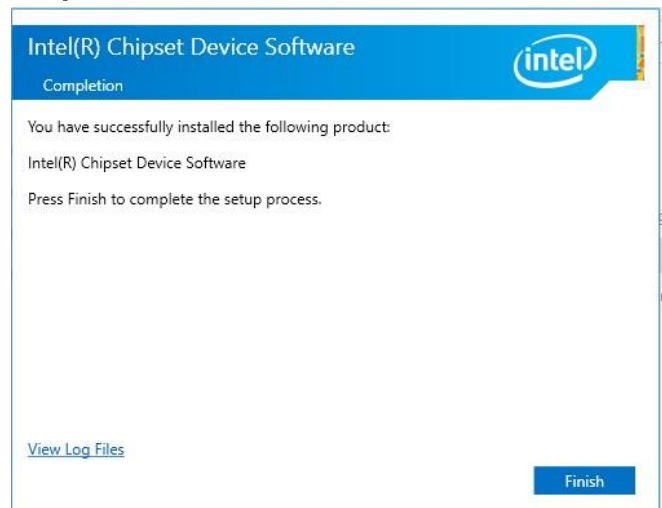 Intel(R) Chipset Device Software
intel
Completion
You have successfully installed the following product:
Intel(R) Chipset Device Software
Press Finish to complete the setup process.
View Log Files
Finish